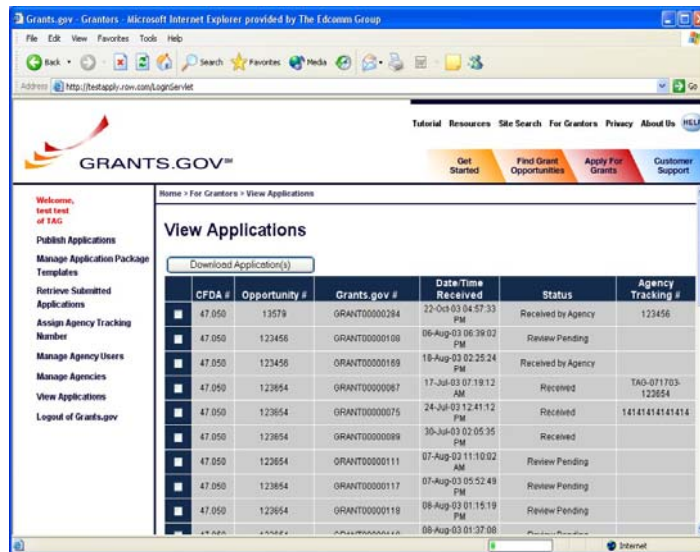 Grants.gov - Grantors - Microsoft Internet Explorer provided by The Edcomm Group
File Edit View Favorites Tools Help
Back Search Favorites Media
Address http://testapply.row.com/LoginServlet Go
Tutorial Resources Site Search For Grantors Privacy About Us HELP
GRANTS.GOV℠
Get Started
Find Grant Opportunities
Apply For Grants
Customer Support
Welcome,
test test
of TAG
Publish Applications
Manage Application Package
Templates
Retrieve Submitted
Applications
Assign Agency Tracking
Number
Manage Agency Users
Manage Agencies
View Applications
Logout of Grants.gov
Home > For Grantors > View Applications
View Applications
Download Application(s)
CFDA # Opportunity # Grants.gov # Date/Time Received Status Agency Tracking #
47.050 13579 GRANT00000284 22-Oct-03 04:57:33 PM Received by Agency 123456
47.050 123456 GRANT00000108 06-Aug-03 06:39:02 PM Review Pending
47.050 123456 GRANT00000169 18-Aug-03 02:25:24 PM Received by Agency
47.050 123654 GRANT00000067 17-Jul-03 07:19:12 AM Received TAG-071703-123654
47.050 123654 GRANT00000075 24-Jul-03 12:41:12 PM Received 14141414141414
47.050 123654 GRANT00000089 30-Jul-03 02:05:35 PM Received
47.050 123654 GRANT00000111 07-Aug-03 11:10:02 AM Review Pending
47.050 123654 GRANT00000117 07-Aug-03 05:52:49 PM Review Pending
47.050 123654 GRANT00000118 08-Aug-03 01:15:19 PM Review Pending
08-Aug-03 01:37:08
Internet